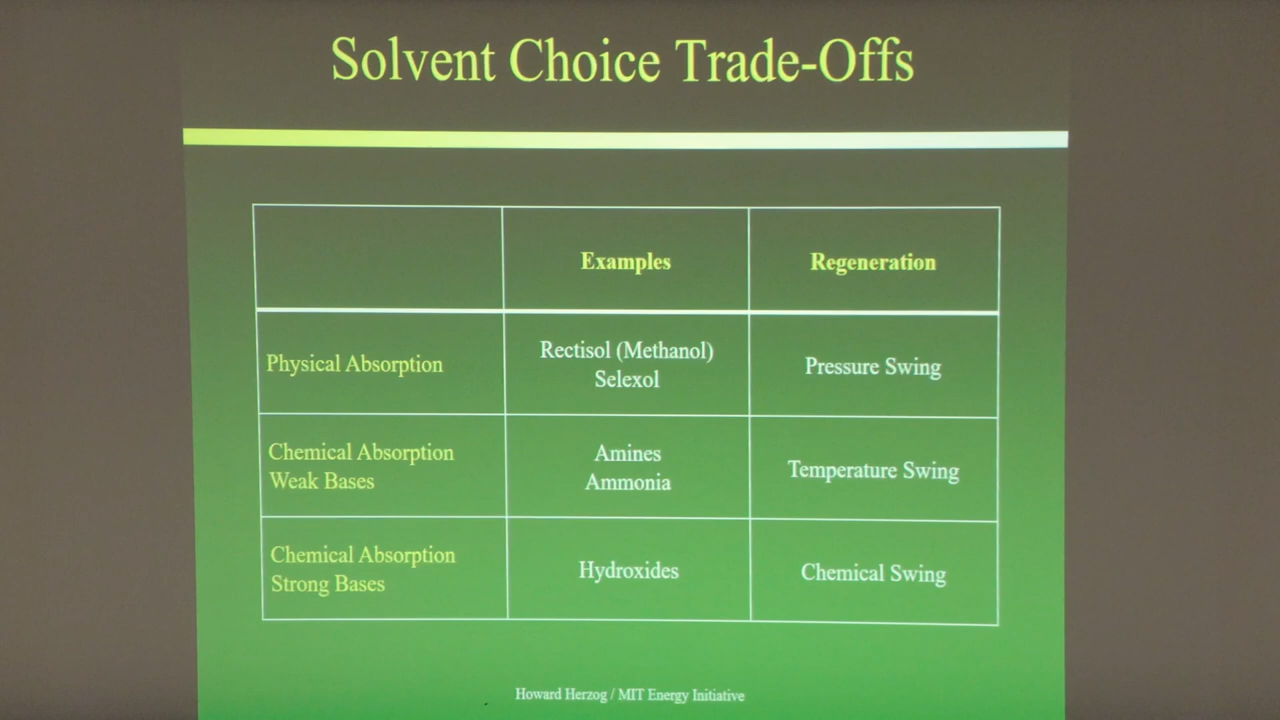 Solvent Choice Trade-Offs
Examples
Regeneration
Physical Absorption
Rectisol (Methanol)
Selexol
Pressure Swing
Chemical Absorption
Weak Bases
Amines
Ammonia
Temperature Swing
Chemical Absorption
Strong Bases
Hydroxides
Chemical Swing
Howard Herzog / MIT Energy Initiative